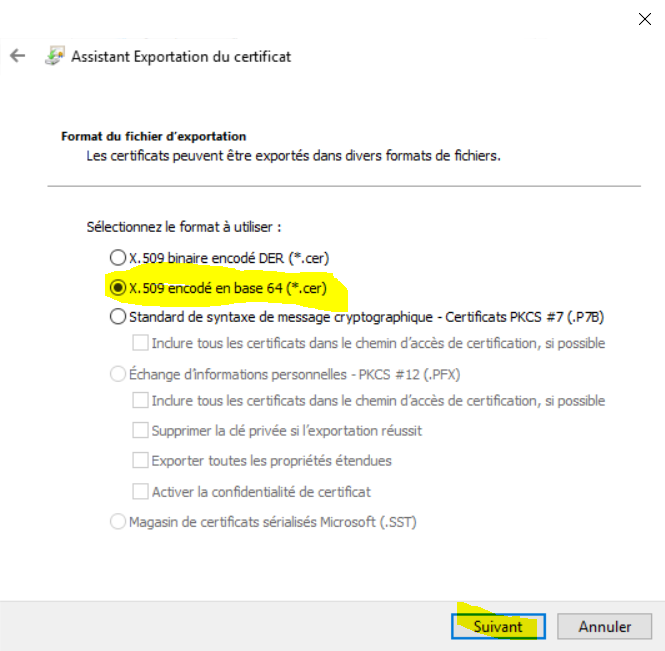 Assistant Exportation du certificat
Format du fichier d'exportation
Les certificats peuvent être exportés dans divers formats de fichiers.
Sélectionnez le format à utiliser :
X.509 binaire encodé DER (*.cer)
X.509 encodé en base 64 (*.cer)
Standard de syntaxe de message cryptographique - Certificats PKCS #7 (.P7B)
Inclure tous les certificats dans le chemin d'accès de certification, si possible
Échange d'informations personnelles - PKCS #12 (.PFX)
Inclure tous les certificats dans le chemin d'accès de certification, si possible
Supprimer la clé privée si l'exportation réussit
Exporter toutes les propriétés étendues
Activer la confidentialité de certificat
Magasin de certificats sérialisés Microsoft (.SST)
Suivant Annuler